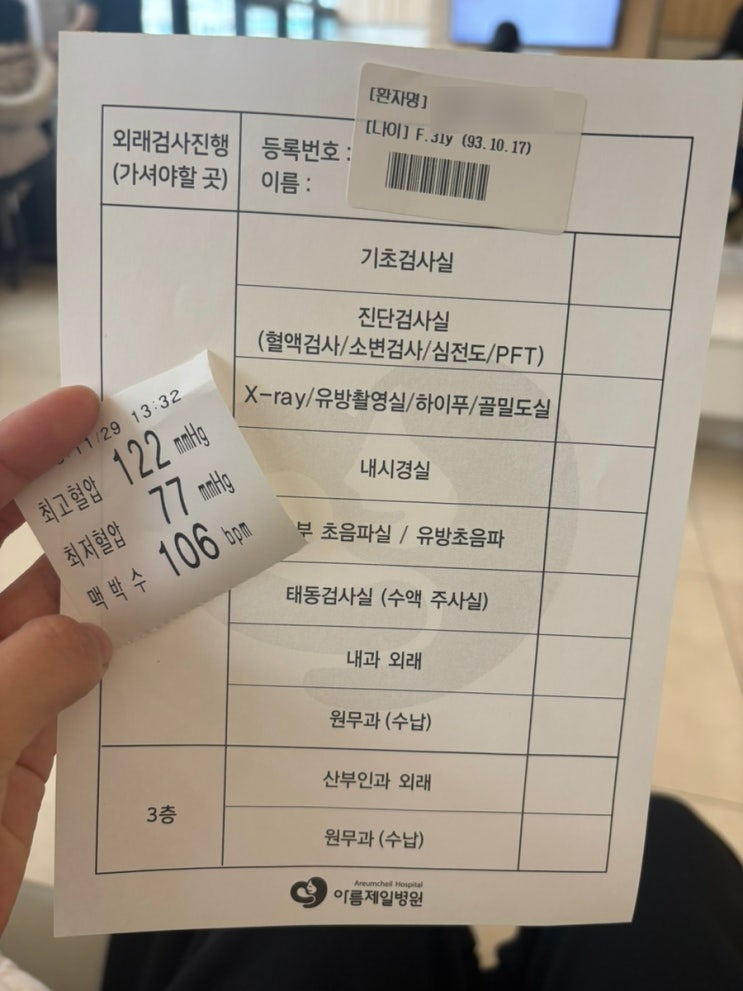 [환자명]
[나이] F.31y (93.10.17)
외래검사진행
(가셔야할 곳)
등록번호 :
이름 :
기초검사실
진단검사실
(혈액검사/소변검사/심전도/PFT)
X-ray/유방촬영실/하이푸/골밀도실
내시경실
부 초음파실 / 유방초음파
태동검사실 (수액 주사실)
내과 외래
원무과 (수납)
3층
산부인과 외래
원무과 (수납)
11/29 13:32
최고혈압 122 mmHg
최저혈압 77 mmHg
맥박수 106 bpm
Areumcheil Hospital
아름제일병원